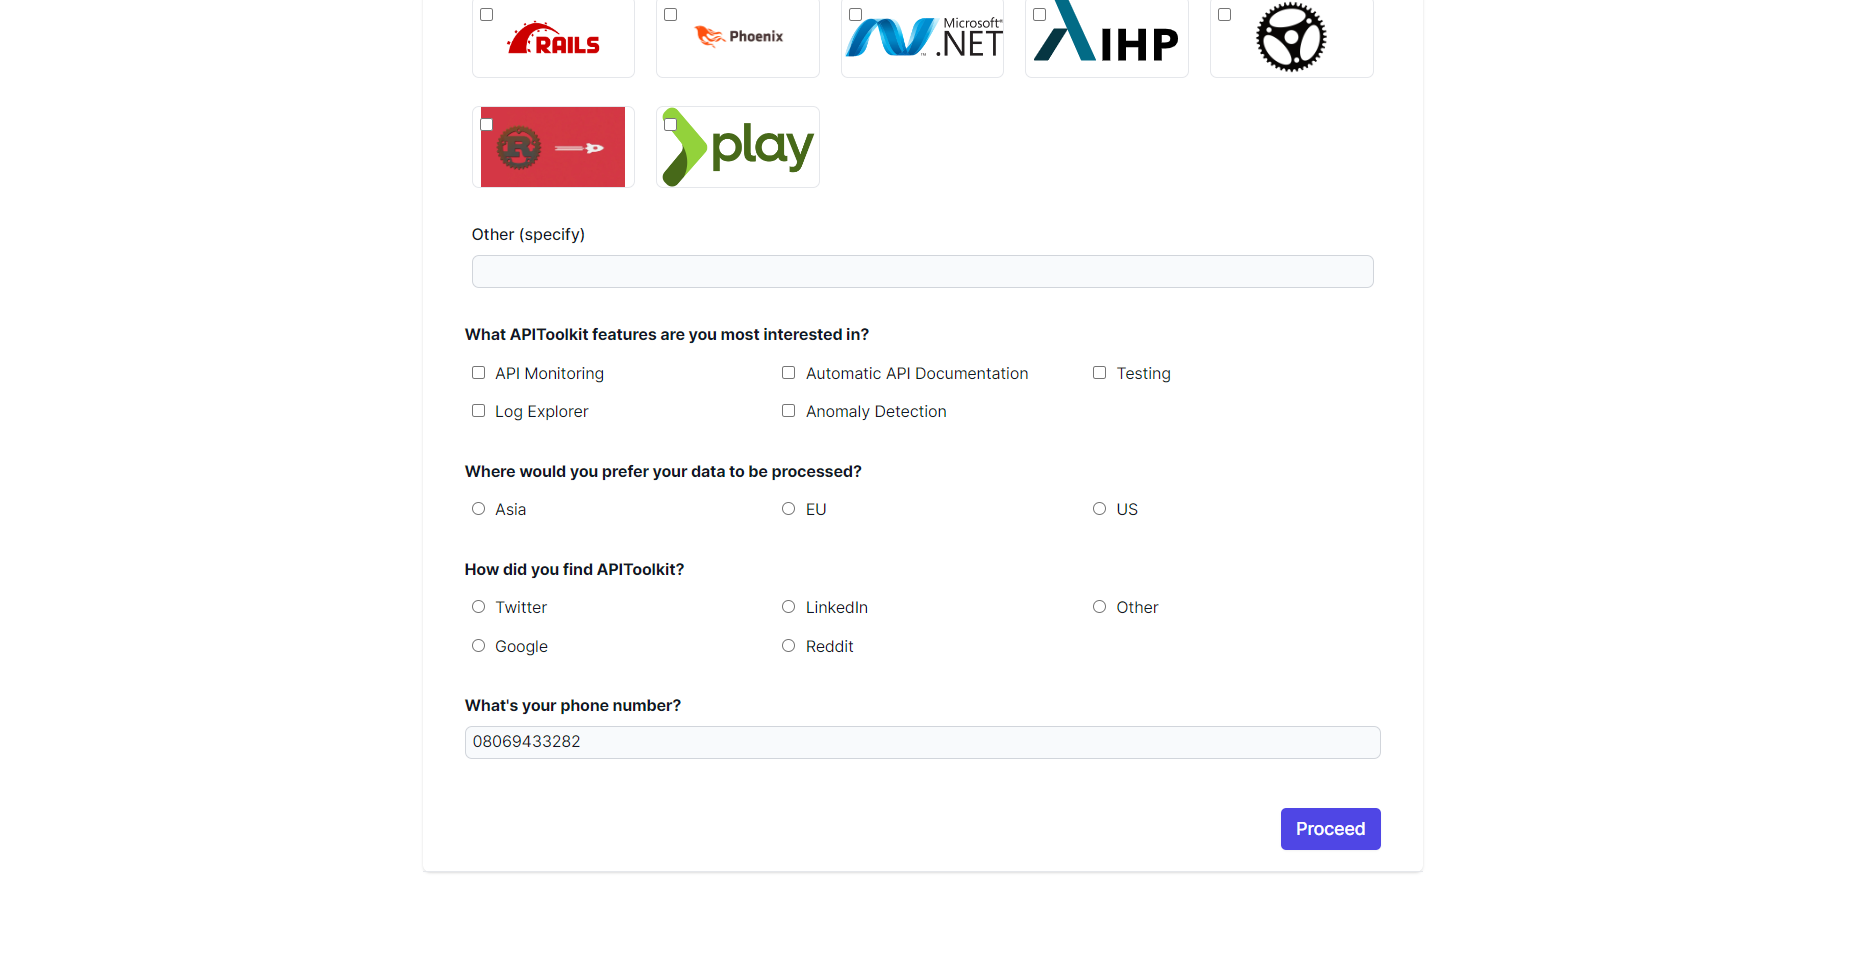 RAILS
Phoenix
Microsoft®
.NET
™
IHP
R
play
Other (specify)
What APIToolkit features are you most interested in?
API Monitoring Automatic API Documentation Testing
Log Explorer Anomaly Detection
Where would you prefer your data to be processed?
Asia EU US
How did you find APIToolkit?
Twitter LinkedIn Other
Google Reddit
What's your phone number?
08069433282
Proceed